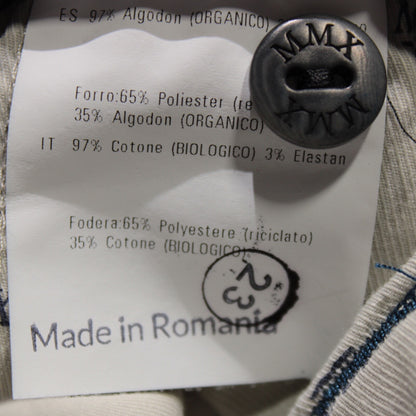 ES 97% Algodon (ORGANICO)
MMX
MMX
Forro:65% Poliester (re
35% Algodon (ORGANICO)
IT 97% Cotone (BIOLOGICO) 3% Elastan
Fodera:65% Polyestere (riciclato)
35% Cotone (BIOLOGICO)
23
Made in Romania